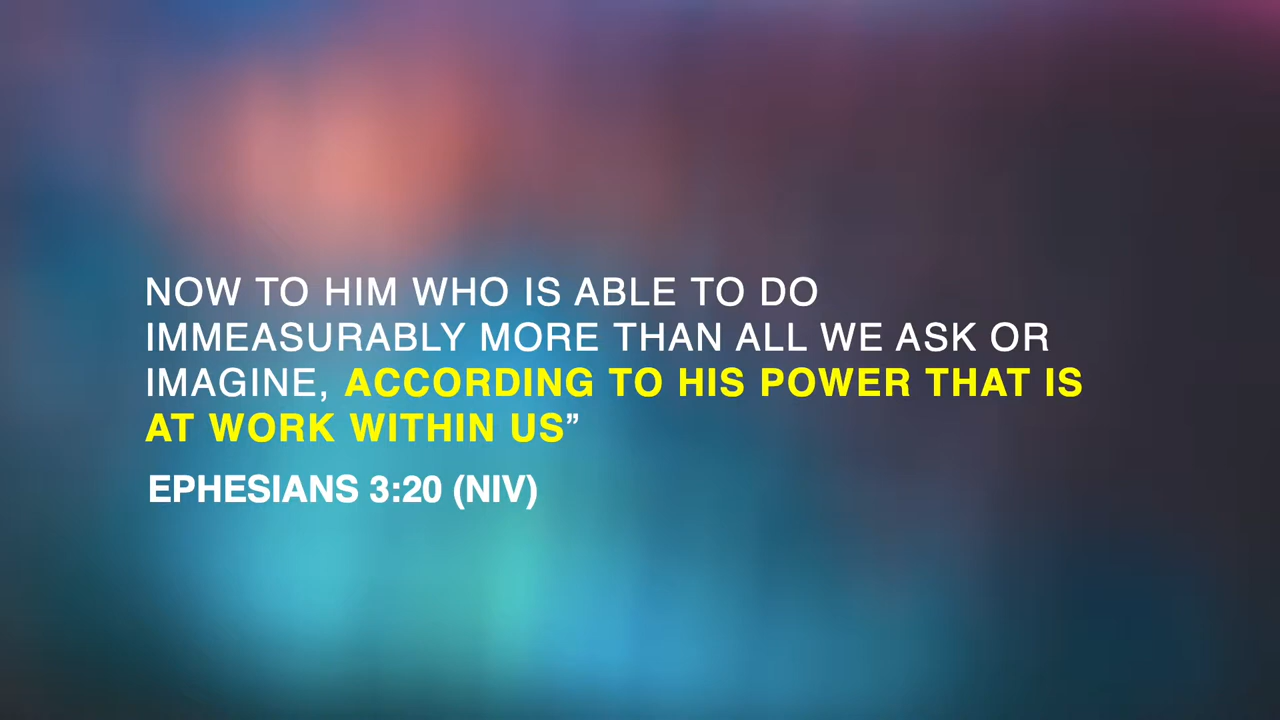 NOW TO HIM WHO IS ABLE TO DO
IMMEASURABLY MORE THAN ALL WE ASK OR
IMAGINE, ACCORDING TO HIS POWER THAT IS
AT WORK WITHIN US”
EPHESIANS 3:20 (NIV)